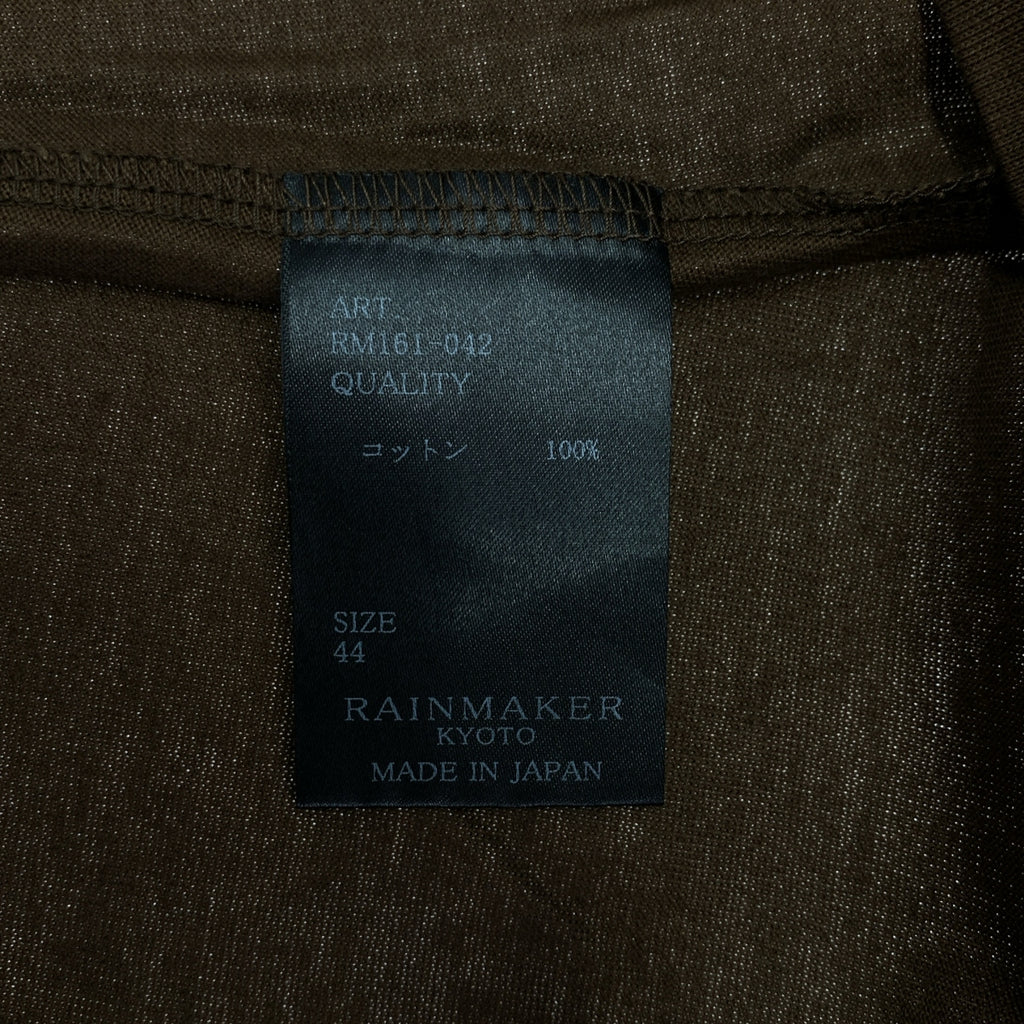 ART.
RM161-042
QUALITY
コットン 100%
SIZE
44
RAINMAKER
KYOTO
MADE IN JAPAN